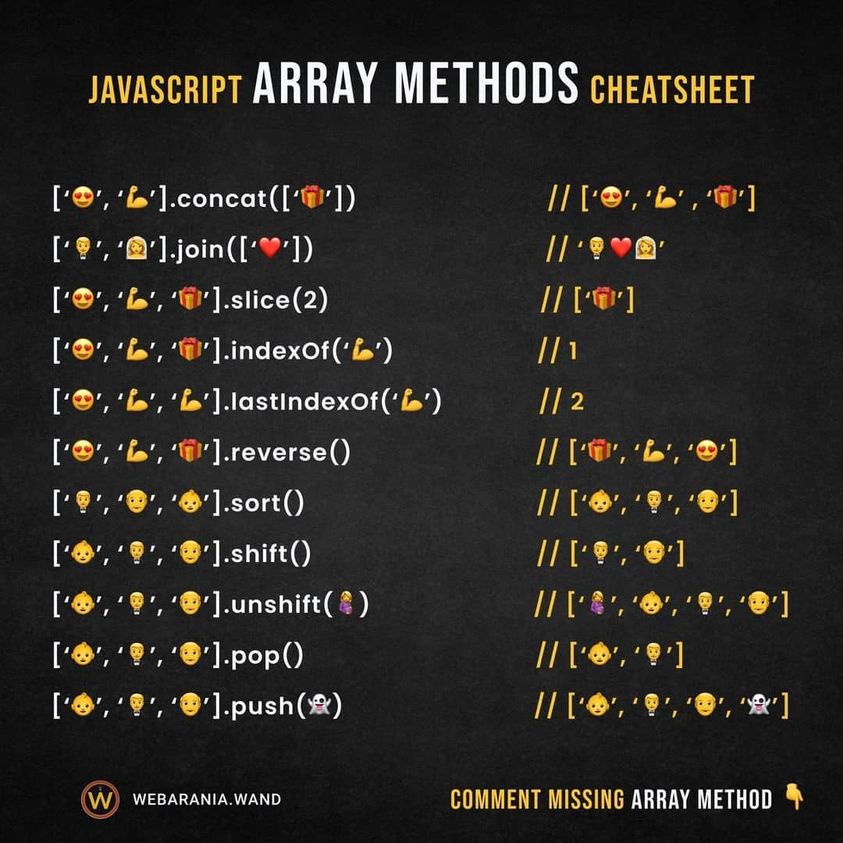 JAVASCRIPT ARRAY METHODS CHEATSHEET
[‘😍’, ‘💪’].concat([‘🎁’]) // [‘😍’, ‘💪’ , ‘🎁’]
[‘🤵‍♂️’, ‘👰‍♀️’].join([‘❤️’]) // ‘🤵‍♂️❤️👰‍♀️’
[‘😍’, ‘💪’, ‘🎁’].slice(2) // [‘🎁’]
[‘😍’, ‘💪’, ‘🎁’].indexOf(‘💪’) // 1
[‘😍’, ‘💪’, ‘💪’].lastIndexOf(‘💪’) // 2
[‘😍’, ‘💪’, ‘🎁’].reverse() // [‘🎁’, ‘💪’, ‘😍’]
[‘🤵‍♂️’, ‘👴’, ‘👶’].sort() // [‘👶’, ‘🤵‍♂️’, ‘👴’]
[‘👶’, ‘🤵‍♂️’, ‘👴’].shift() // [‘🤵‍♂️’, ‘👴’]
[‘👶’, ‘🤵‍♂️’, ‘👴’].unshift(🤰) // [‘🤰’, ‘👶’, ‘🤵‍♂️’, ‘👴’]
[‘👶’, ‘🤵‍♂️’, ‘👴’].pop() // [‘👶’, ‘🤵‍♂️’]
[‘👶’, ‘🤵‍♂️’, ‘👴’].push(👻) // [‘👶’, ‘🤵‍♂️’, ‘👴’, ‘👻’]
W WEBARANIA.WAND
COMMENT MISSING ARRAY METHOD 👇